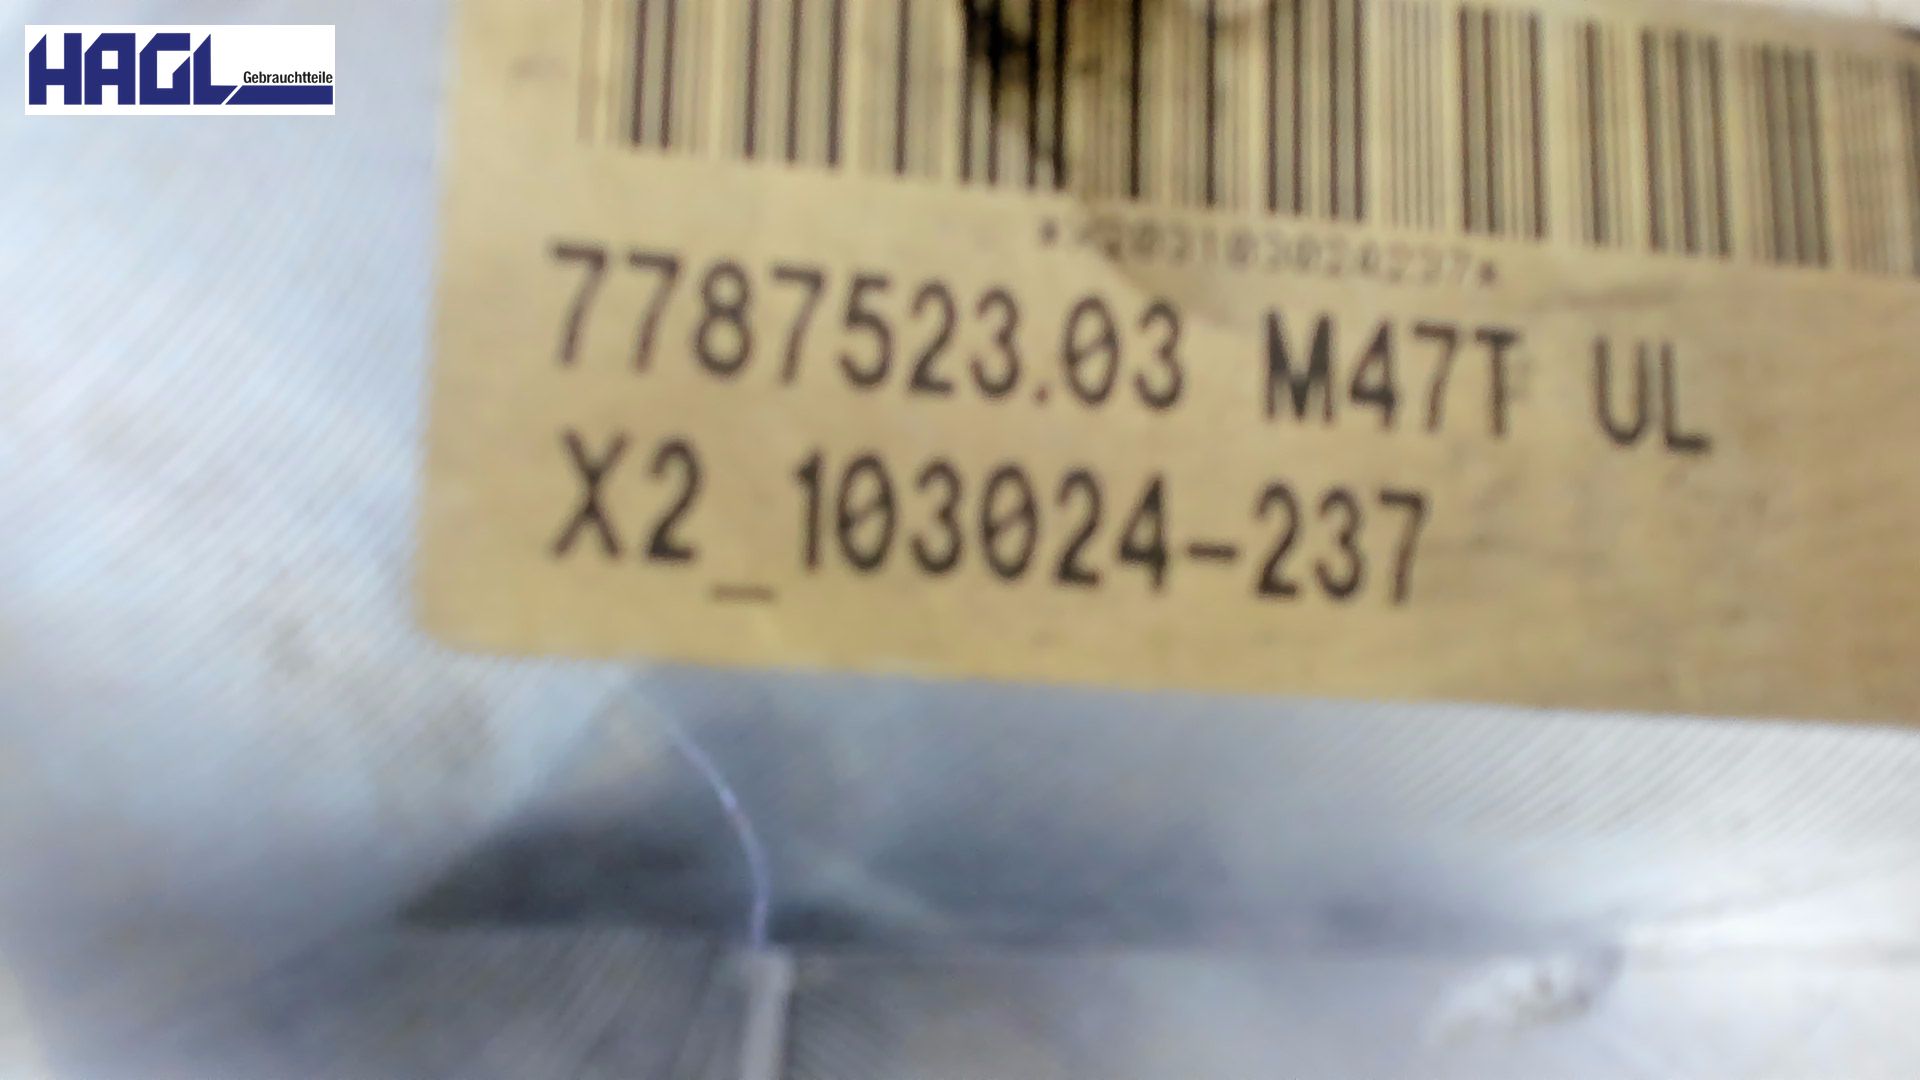 HAGL
Gebrauchtteile
7787523.03 M47T UL
X2_103024-237